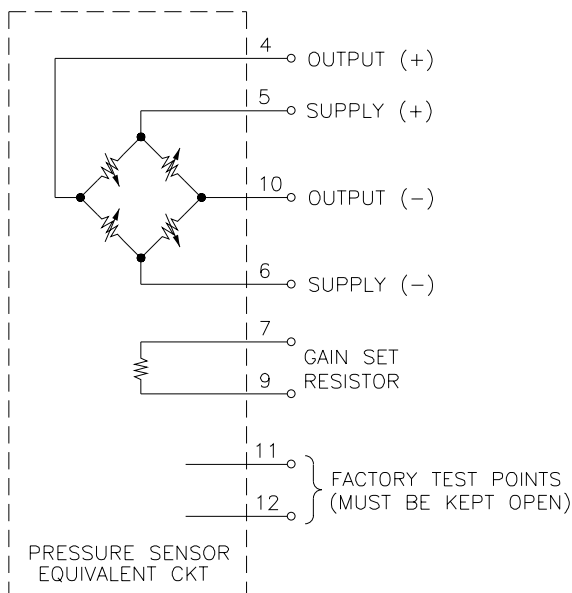 4 OUTPUT (+)
5 SUPPLY (+)
10 OUTPUT (-)
6 SUPPLY (-)
7
GAIN SET
RESISTOR
9
11
FACTORY TEST POINTS
(MUST BE KEPT OPEN)
12
PRESSURE SENSOR
EQUIVALENT CKT